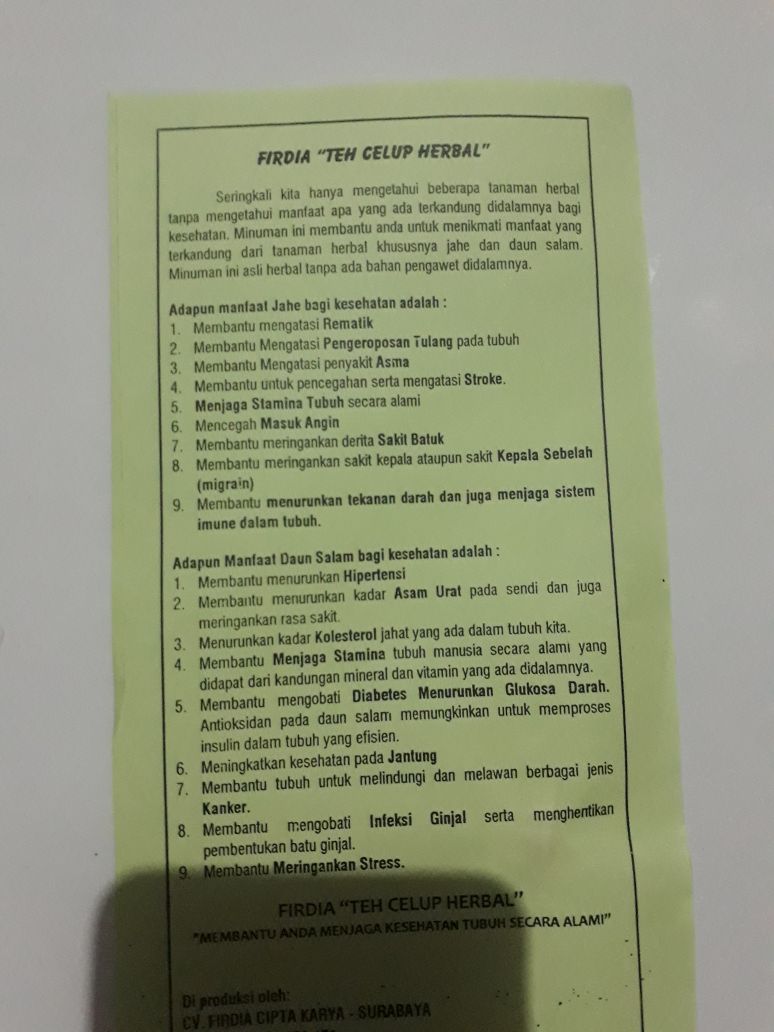 FIRDIA “TEH CELUP HERBAL”
Seringkali kita hanya mengetahui beberapa tanaman herbal
tanpa mengetahui manfaat apa yang ada terkandung didalamnya bagi
kesehatan. Minuman ini membantu anda untuk menikmati manfaat yang
terkandung dari tanaman herbal khususnya jahe dan daun salam.
Minuman ini asli herbal tanpa ada bahan pengawet didalamnya.
Adapun manfaat Jahe bagi kesehatan adalah :
1. Membantu mengatasi Rematik
2. Membantu Mengatasi Pengeroposan Tulang pada tubuh
3. Membantu Mengatasi penyakit Asma
4. Membantu untuk pencegahan serta mengatasi Stroke.
5. Menjaga Stamina Tubuh secara alami
6. Mencegah Masuk Angin
7. Membantu meringankan derita Sakit Batuk
8. Membantu meringankan sakit kepala ataupun sakit Kepala Sebelah
(migrain)
9. Membantu menurunkan tekanan darah dan juga menjaga sistem
imune dalam tubuh.
Adapun Manfaat Daun Salam bagi kesehatan adalah :
1. Membantu menurunkan Hipertensi
2. Membantu menurunkan kadar Asam Urat pada sendi dan juga
meringankan rasa sakit.
3. Menurunkan kadar Kolesterol jahat yang ada dalam tubuh kita.
4. Membantu Menjaga Stamina tubuh manusia secara alami yang
didapat dari kandungan mineral dan vitamin yang ada didalamnya.
5. Membantu mengobati Diabetes Menurunkan Glukosa Darah.
Antioksidan pada daun salam memungkinkan untuk memproses
insulin dalam tubuh yang efisien.
6. Meningkatkan kesehatan pada Jantung
7. Membantu tubuh untuk melindungi dan melawan berbagai jenis
Kanker.
8. Membantu mengobati Infeksi Ginjal serta menghentikan
pembentukan batu ginjal.
9. Membantu Meringankan Stress.
FIRDIA “TEH CELUP HERBAL”
“MEMBANTU ANDA MENJAGA KESEHATAN TUBUH SECARA ALAMI”
Di produksi oleh:
CV. FIRDIA CIPTA KARYA - SURABAYA